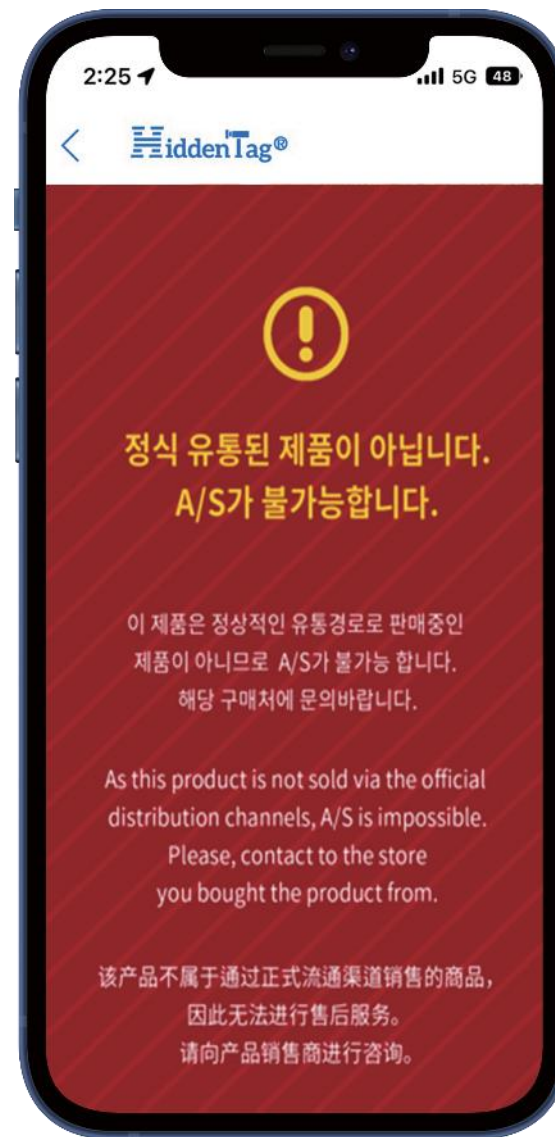 2:25
5G 48
HiddenTag®
정식 유통된 제품이 아닙니다.
A/S가 불가능합니다.
이 제품은 정상적인 유통경로로 판매중인
제품이 아니므로 A/S가 불가능 합니다.
해당 구매처에 문의바랍니다.
As this product is not sold via the official
distribution channels, A/S is impossible.
Please, contact to the store
you bought the product from.
该产品不属于通过正式流通渠道销售的商品，
因此无法进行售后服务。
请向产品销售商进行咨询。